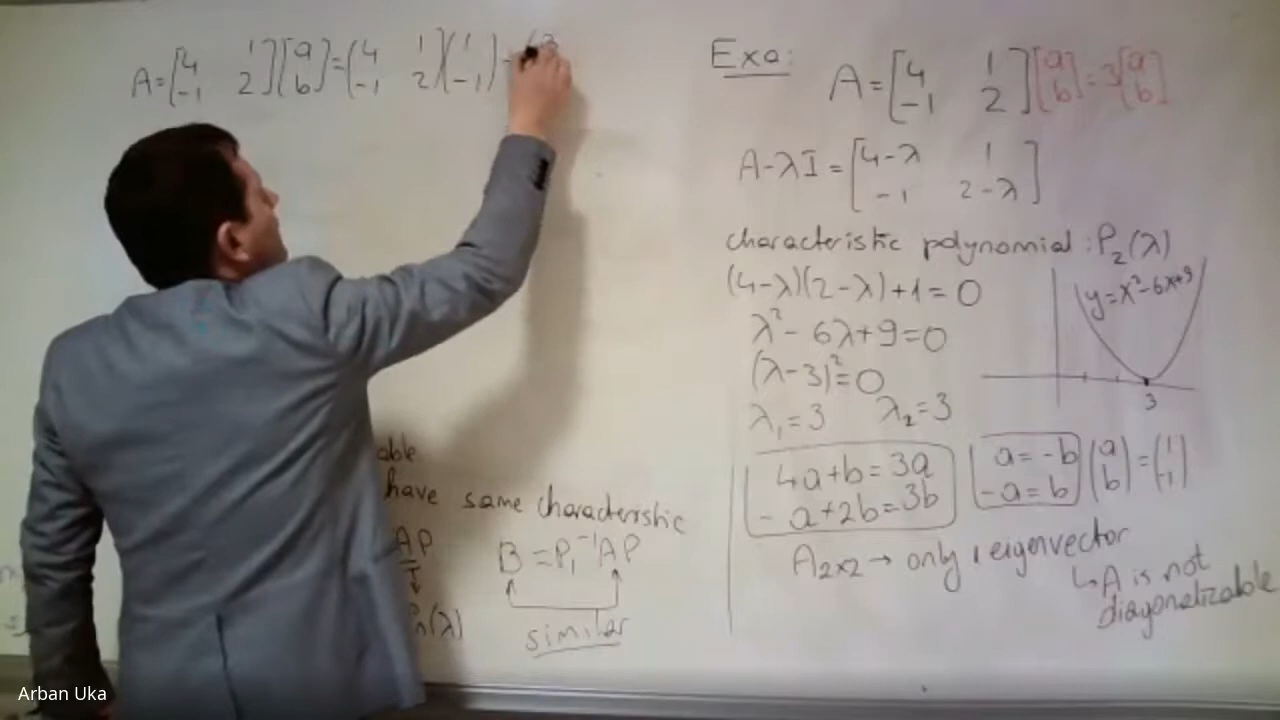 A = [4 1 -1 2] [a b] = (4 1 -1 2) (1 -1) = (3
Exa: A = [4 1 -1 2] [a b] = 3 [a b]
A-λI = [4-λ 1 -1 2-λ]
characteristic polynomial : P₂(λ)
(4-λ)(2-λ)+1=0
y=x²-6x+9
λ²-6λ+9=0
(λ-3)²=0
3
λ₁=3 λ₂=3
4a+b=3a
-a+2b=3b
a=-b
-a=b
(a b) = (1 -1)
A₂ₓ₂ → only 1 eigenvector
↳ A is not
diagonalizable
able
have same characteristic
AP
B = P₁⁻¹AP
(λ)
similar
Arban Uka